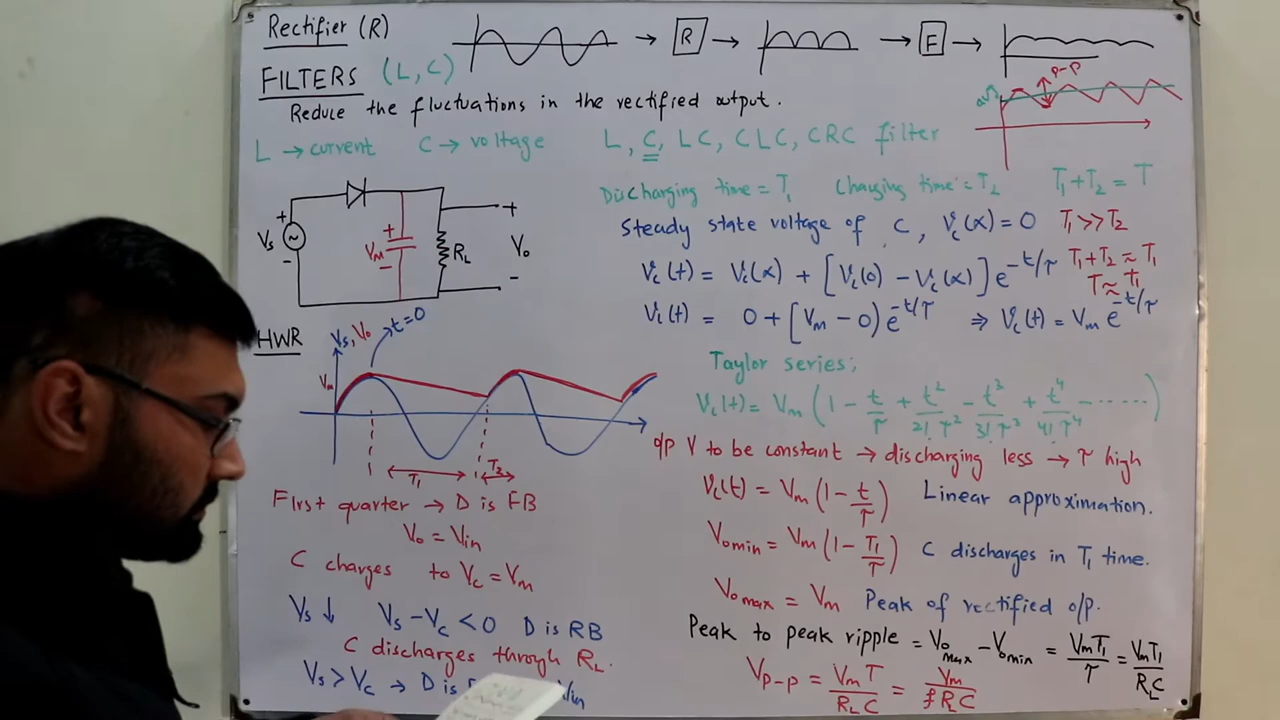 Rectifier (R)
R
F
FILTERS (L, C)
P-P
Reduce the fluctuations in the rectified output.
L → current C → voltage
L, C, LC, CLC, CRC filter
Discharging time = T₁ Charging time = T₂ T₁ + T₂ = T
Steady state voltage of C, Vc(∝) = 0 T₁ >> T₂
Vc(t) = Vc(∝) + [Vc(0) - Vc(∝)] e^-t/τ T₁ + T₂ ≈ T₁
T ≈ T₁
Vc(t) = 0 + [Vm - 0) e^-t/τ ⇒ Vc(t) = Vm e^-t/τ
+
Vs
-
+
VM
-
RL
+
Vo
-
HWR
Vs, Vo
t=0
Vm
T₁
T₂
First quarter → D is FB
Vo = Vin
C charges to Vc = Vm
Vs ↓ Vs - Vc < 0 D is RB
C discharges through RL.
Vs > Vc → D is
Taylor series;
Vc(t) = Vm (1 - t/τ + t²/2! τ² - t³/3! τ³ + t⁴/4! τ⁴ - ......)
o/p V to be constant → discharging less → τ high
Vc(t) = Vm (1 - t/τ) Linear approximation.
Vomin = Vm (1 - T₁/τ) C discharges in T₁ time.
Vomax = Vm Peak of rectified o/p.
Peak to peak ripple = Vomax - Vomin = VmT₁/τ = VmT₁/RLC
Vp-p = VmT/RLC = Vm/fRLC